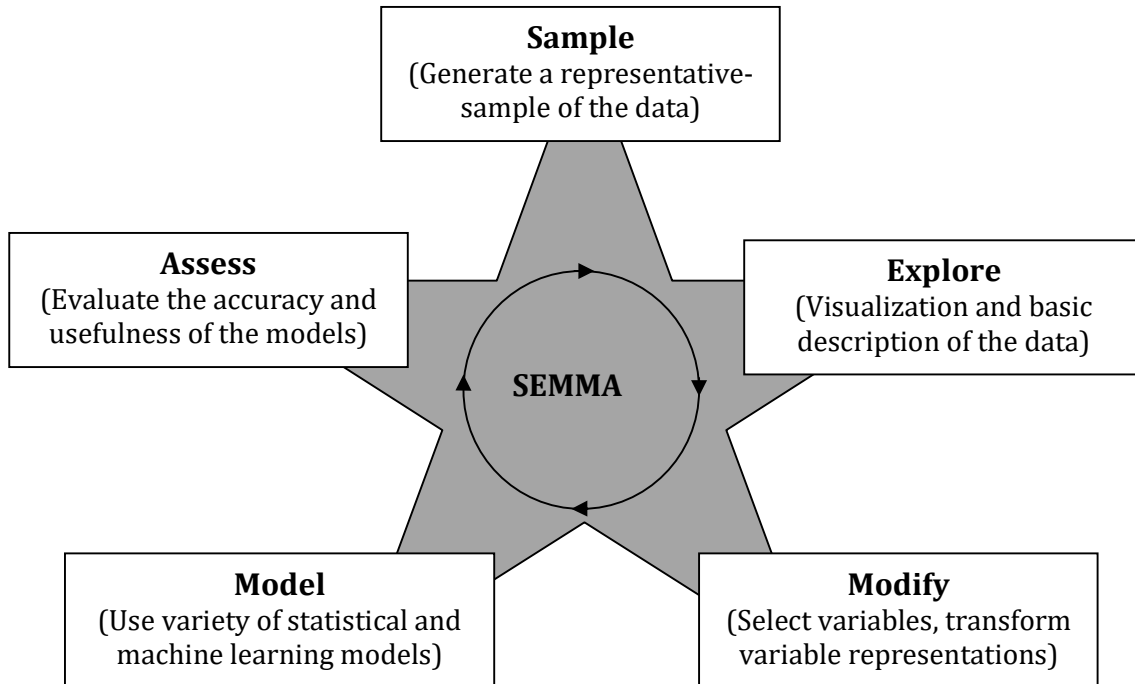 Sample
(Generate a representative-
sample of the data)
Assess
(Evaluate the accuracy and
usefulness of the models)
Explore
(Visualization and basic
description of the data)
SEMMA
Model
(Use variety of statistical and
machine learning models)
Modify
(Select variables, transform
variable representations)